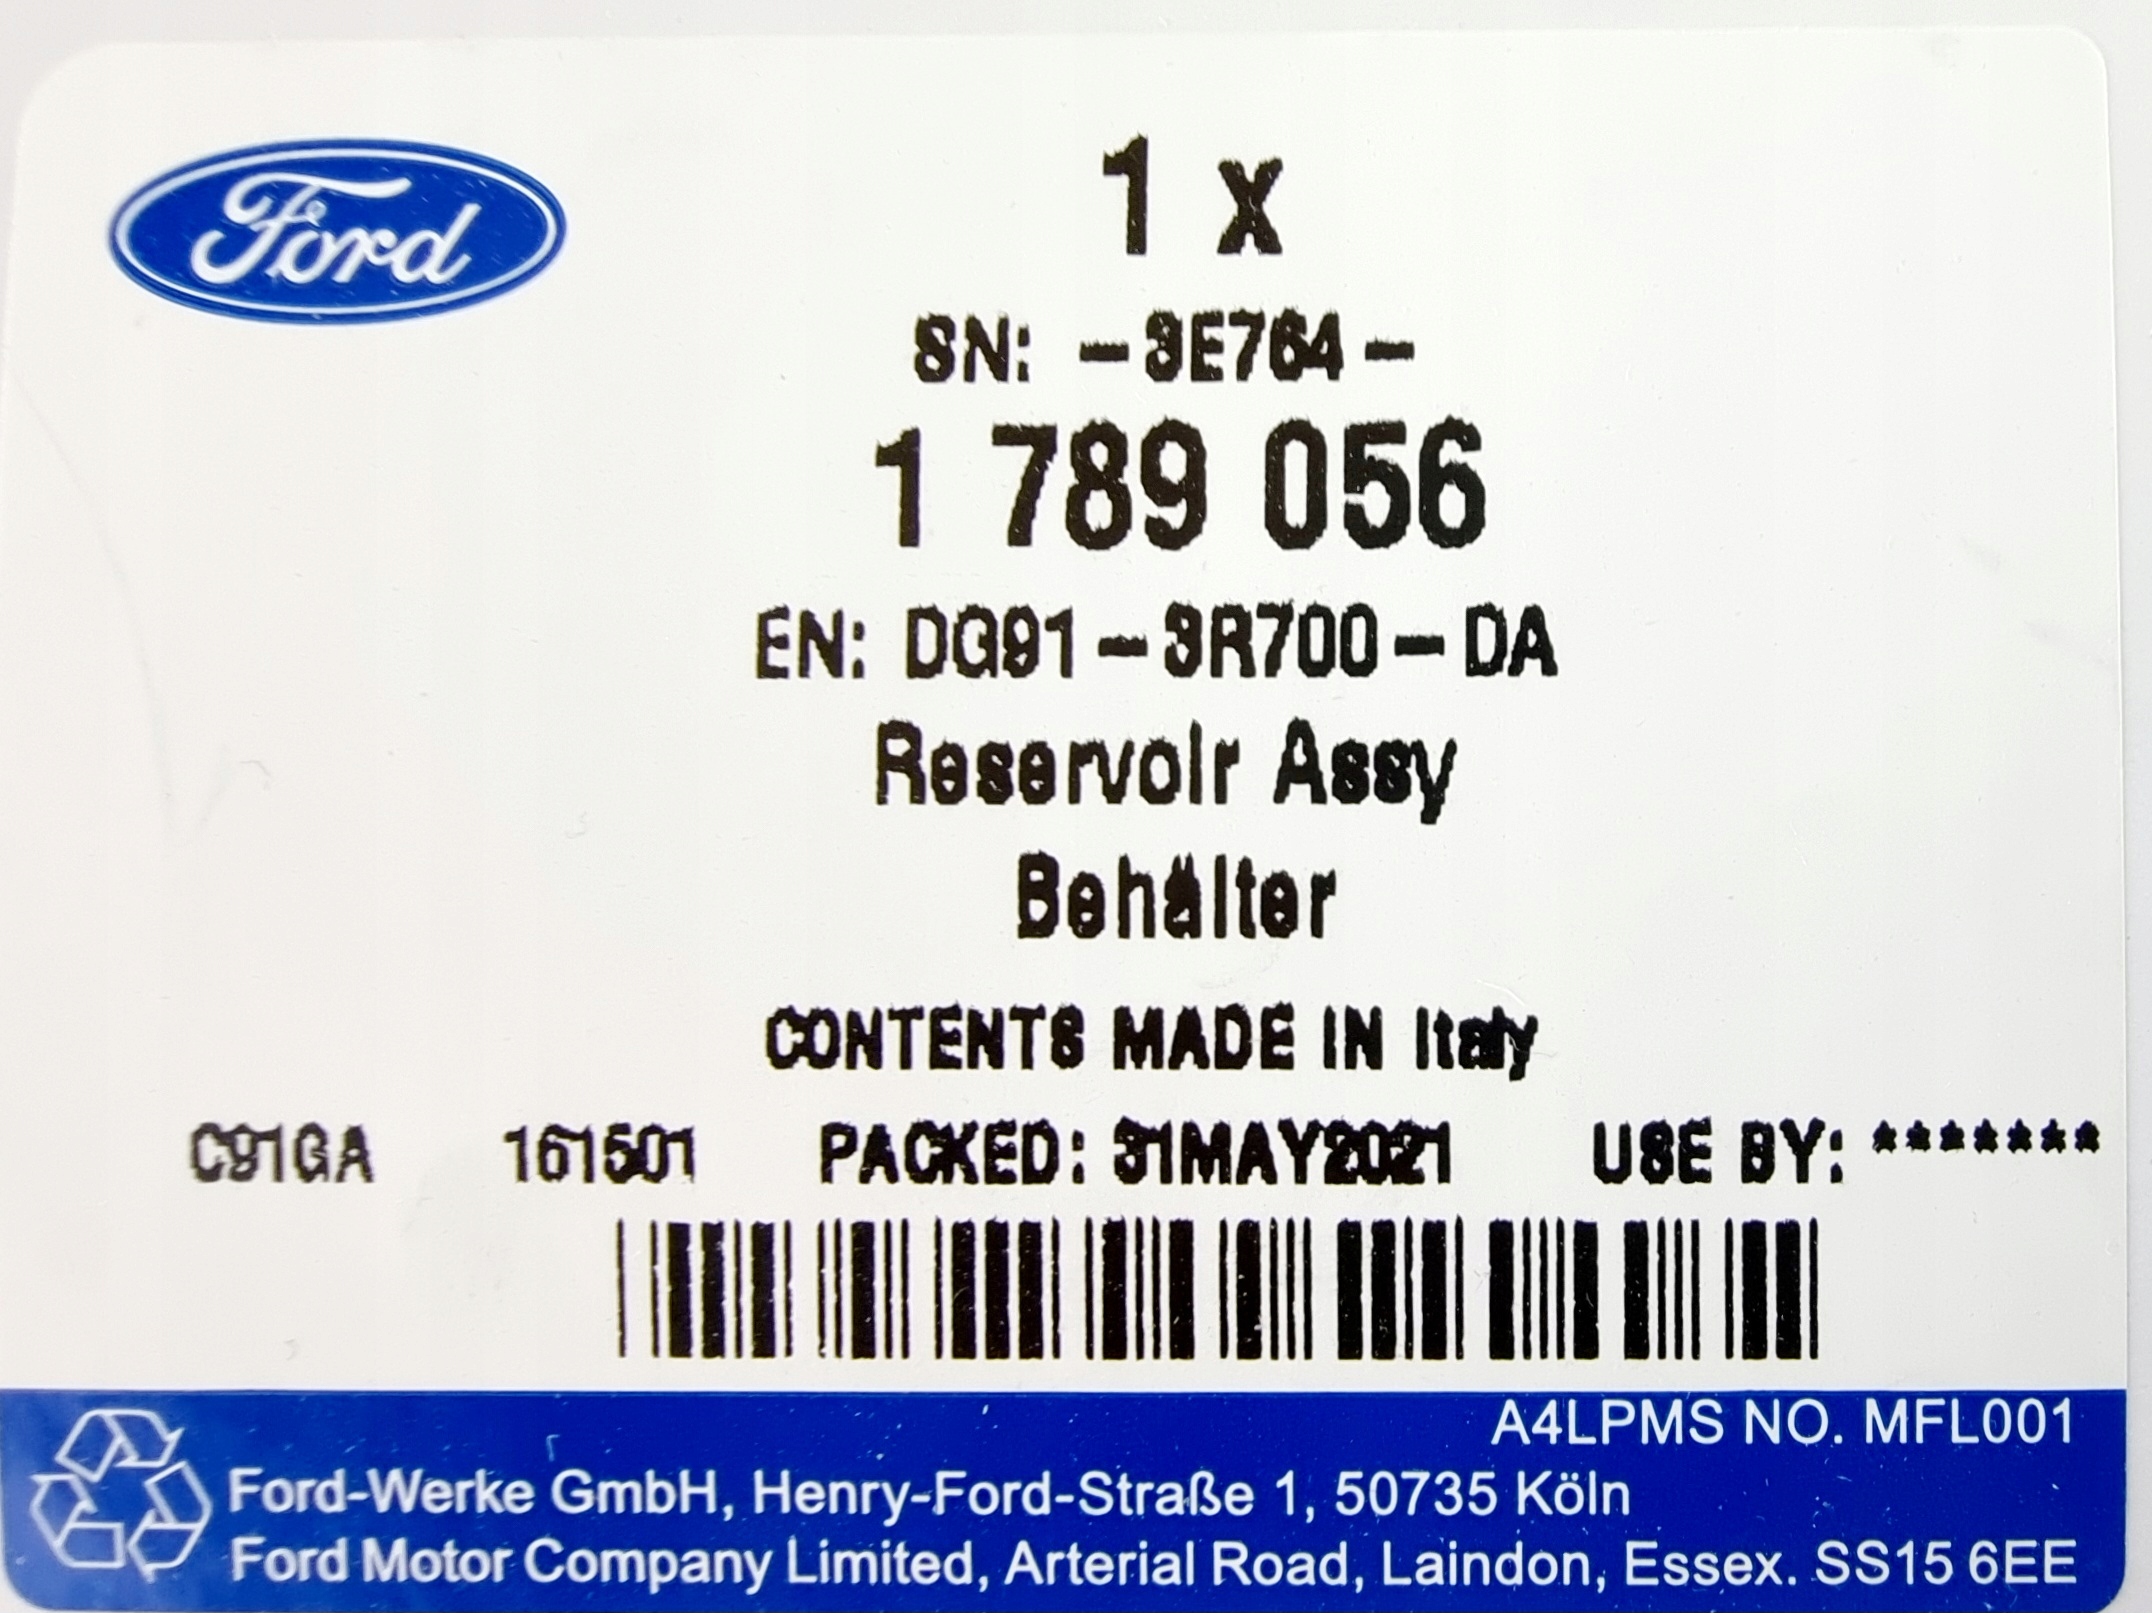 Ford
1 x
SN: -3E764-
1 789 056
EN: DG91-3R700-DA
Reservoir Assy
Behälter
CONTENTS MADE IN Italy
C91GA 161501 PACKED: 31MAY2021 USE BY: *******
A4LPMS NO. MFL001
Ford-Werke GmbH, Henry-Ford-Straße 1, 50735 Köln
Ford Motor Company Limited, Arterial Road, Laindon, Essex. SS15 6EE